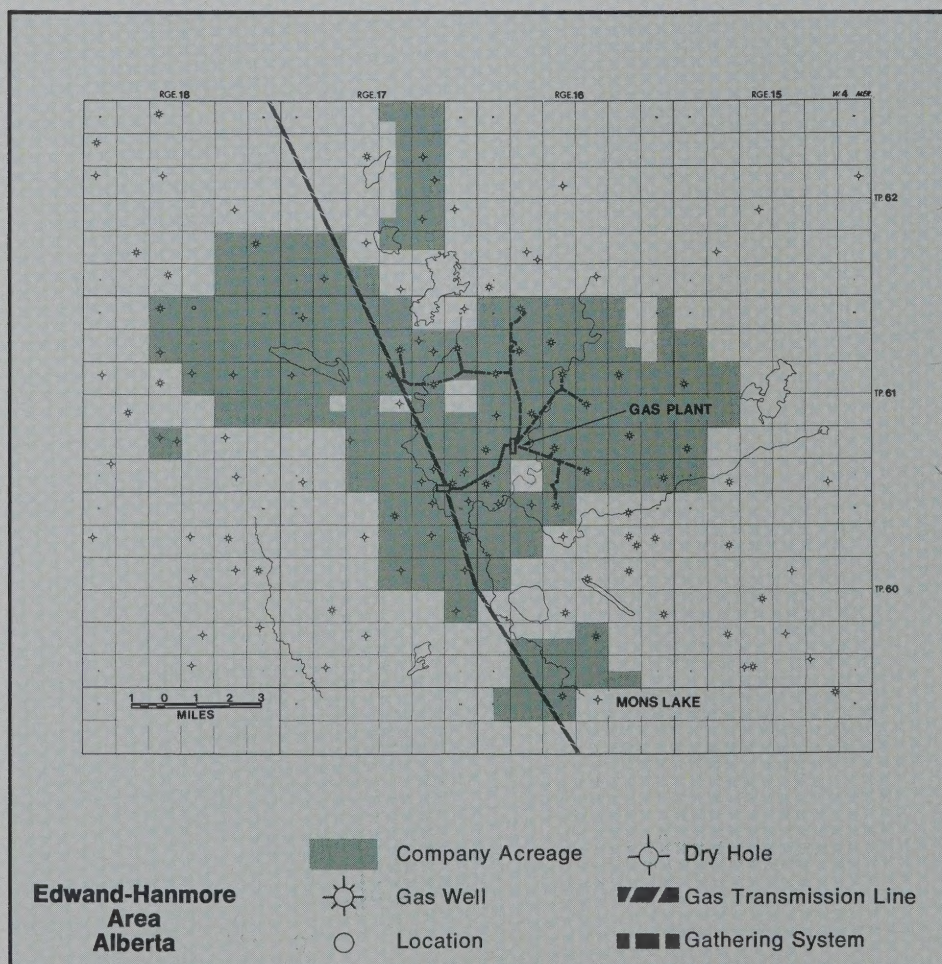 RGE. 18 RGE. 17 RGE. 16 RGE. 15 W. 4 MER.
TP. 62
TP. 61
GAS PLANT
TP. 60
MONS LAKE
1 0 1 2 3
MILES
Edwand-Hanmore
Area
Alberta
Company Acreage
Gas Well
Location
Dry Hole
Gas Transmission Line
Gathering System